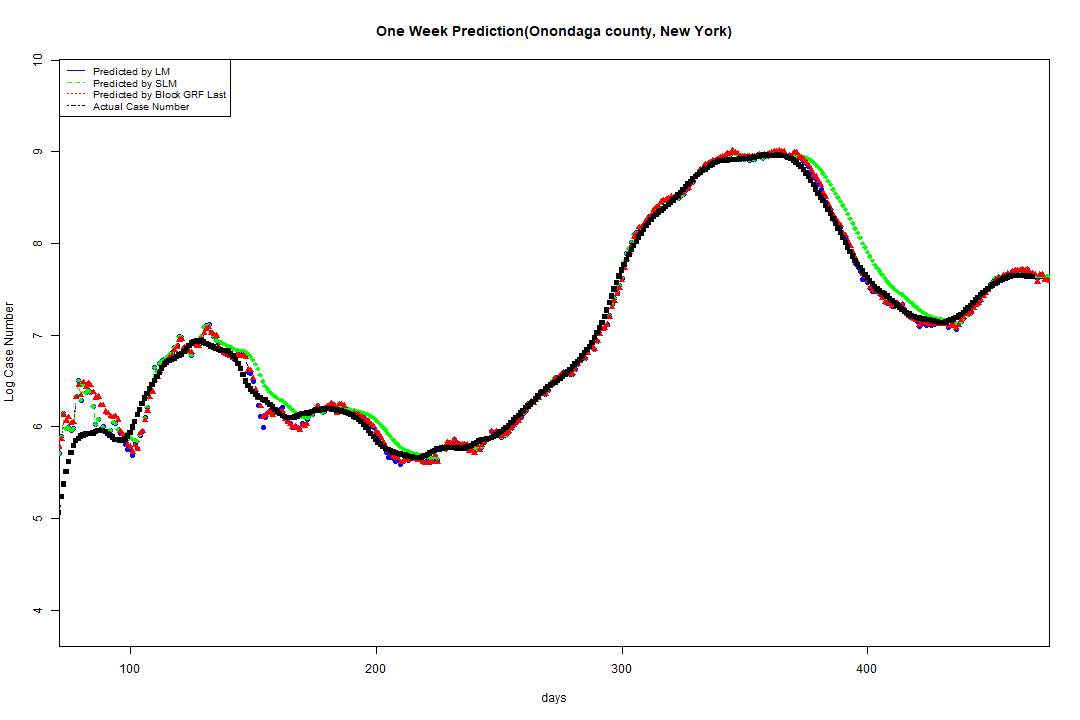 One Week Prediction(Onondaga county, New York)
Predicted by LM
Predicted by SLM
Predicted by Block GRF Last
Actual Case Number
10
9
8
7
6
5
4
Log Case Number
100 200 300 400
days